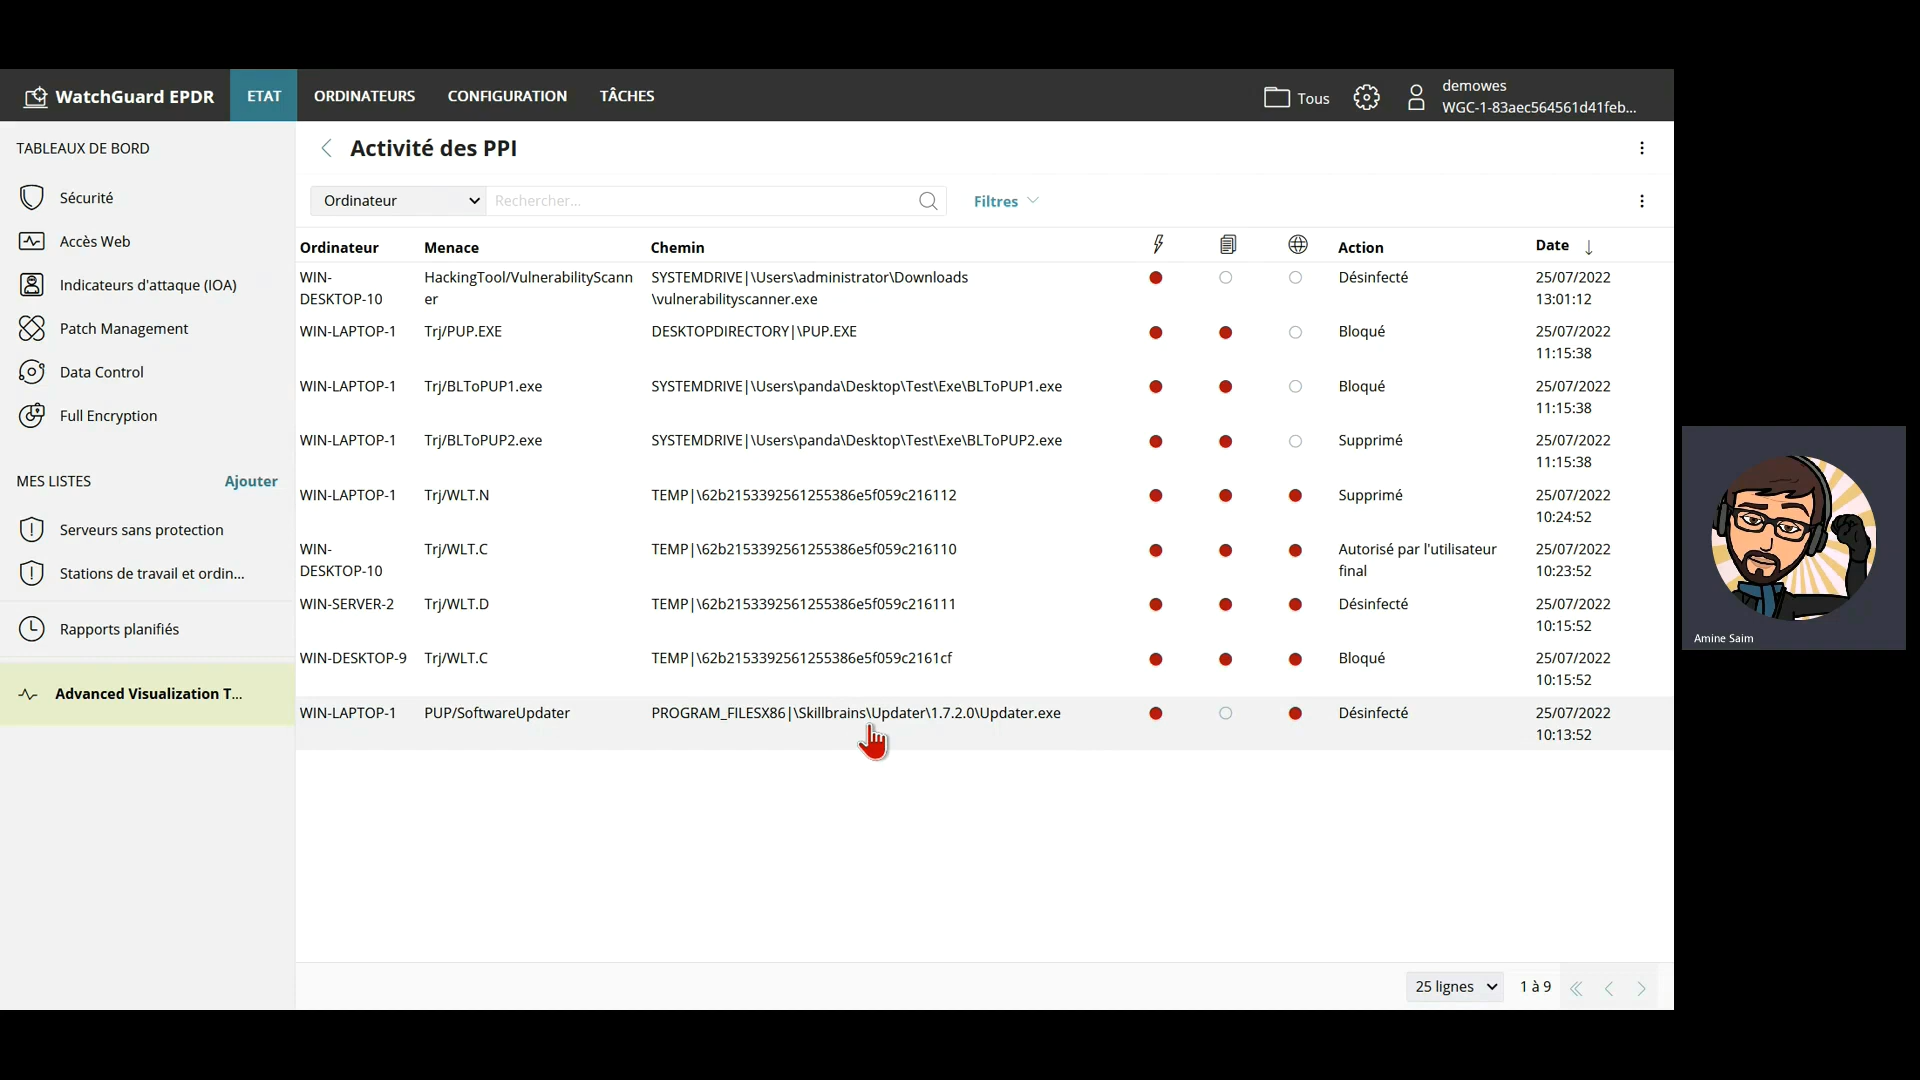 WatchGuard EPDR
ETAT
ORDINATEURS
CONFIGURATION
TÂCHES
Tous
demowes
WGC-1-83aec564561d41feb...
TABLEAUX DE BORD
Sécurité
Accès Web
Indicateurs d'attaque (IOA)
Patch Management
Data Control
Full Encryption
MES LISTES
Ajouter
Serveurs sans protection
Stations de travail et ordin...
Rapports planifiés
Advanced Visualization T...
Activité des PPI
Ordinateur
Rechercher...
Filtres
Ordinateur Menace Chemin Action Date
WIN- HackingTool/VulnerabilityScann SYSTEMDRIVE|\Users\administrator\Downloads Désinfecté 25/07/2022
DESKTOP-10 er \vulnerabilityscanner.exe 13:01:12
WIN-LAPTOP-1 Trj/PUP.EXE DESKTOPDIRECTORY|\PUP.EXE Bloqué 25/07/2022
11:15:38
WIN-LAPTOP-1 Trj/BLToPUP1.exe SYSTEMDRIVE|\Users\panda\Desktop\Test\Exe\BLToPUP1.exe Bloqué 25/07/2022
11:15:38
WIN-LAPTOP-1 Trj/BLToPUP2.exe SYSTEMDRIVE|\Users\panda\Desktop\Test\Exe\BLToPUP2.exe Supprimé 25/07/2022
11:15:38
WIN-LAPTOP-1 Trj/WLT.N TEMP|\62b2153392561255386e5f059c216112 Supprimé 25/07/2022
10:24:52
WIN- Trj/WLT.C TEMP|\62b2153392561255386e5f059c216110 Autorisé par l'utilisateur 25/07/2022
DESKTOP-10 final 10:23:52
WIN-SERVER-2 Trj/WLT.D TEMP|\62b2153392561255386e5f059c216111 Désinfecté 25/07/2022
10:15:52
WIN-DESKTOP-9 Trj/WLT.C TEMP|\62b2153392561255386e5f059c2161cf Bloqué 25/07/2022
10:15:52
WIN-LAPTOP-1 PUP/SoftwareUpdater PROGRAM_FILESX86|\Skillbrains\Updater\1.7.2.0\Updater.exe Désinfecté 25/07/2022
10:13:52
25 lignes
1 à 9
Amine Saim